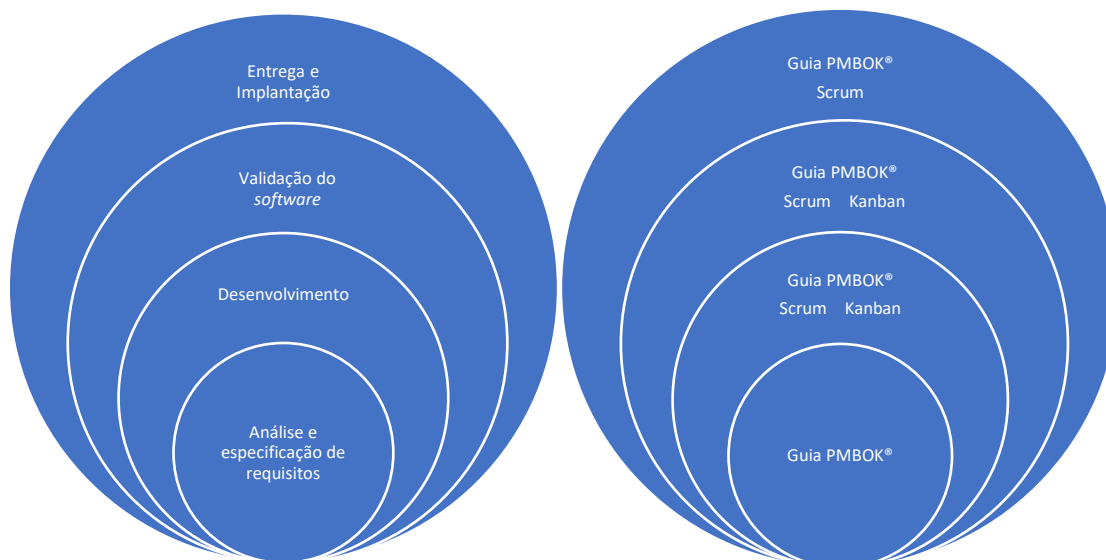 Entrega e
Implantação
Validação do
software
Desenvolvimento
Análise e
especificação de
requisitos
Guia PMBOK®
Scrum
Guia PMBOK®
Scrum Kanban
Guia PMBOK®
Scrum Kanban
Guia PMBOK®